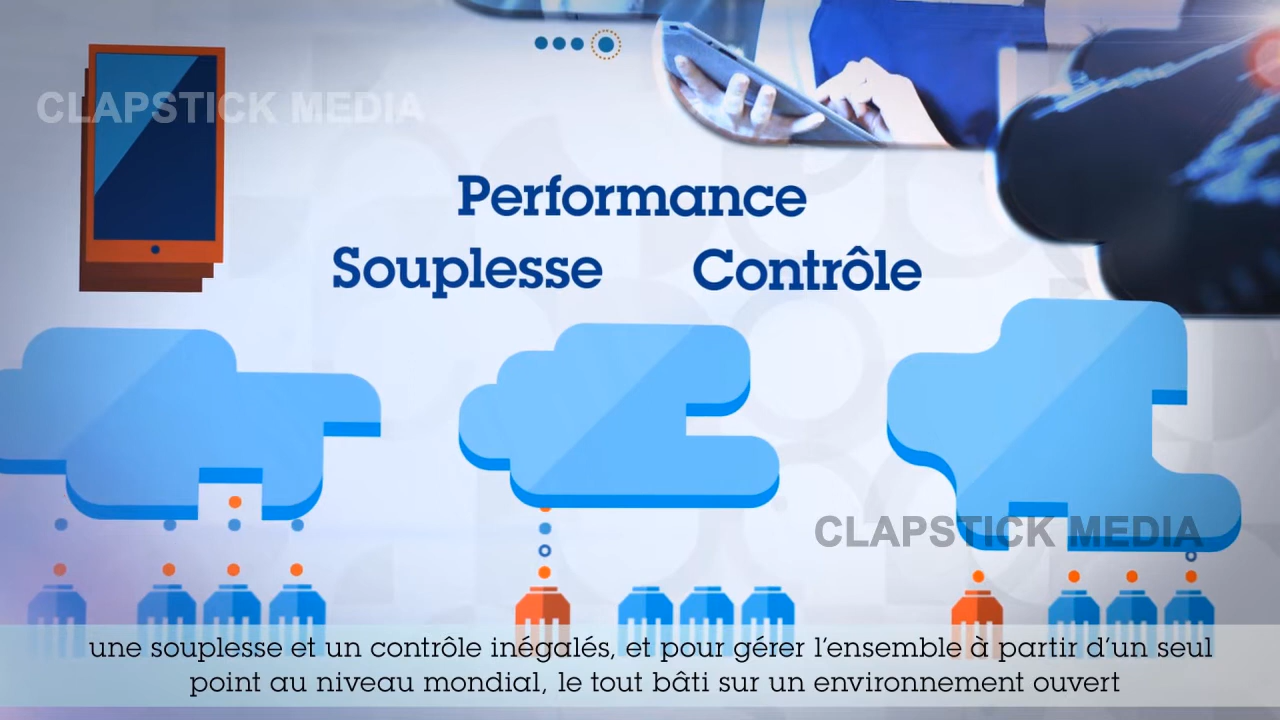 CLAPSTICK MEDIA
Performance
Souplesse Contrôle
CLAPSTICK MEDIA
une souplesse et un contrôle inégalés, et pour gérer l'ensemble à partir d'un seul
point au niveau mondial, le tout bâti sur un environnement ouvert